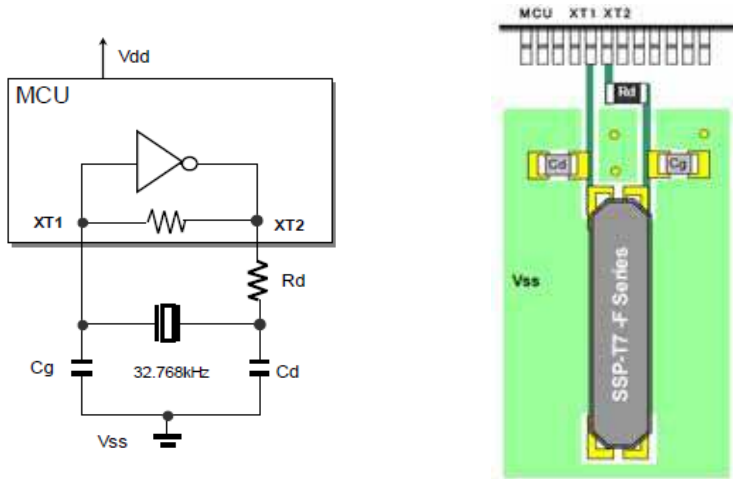 Vdd
MCU
XT1
XT2
Rd
Cg
32.768kHz
Cd
Vss
MCU XT1 XT2
Rd
Cd
Cg
Vss
SSP-T7 -F Series